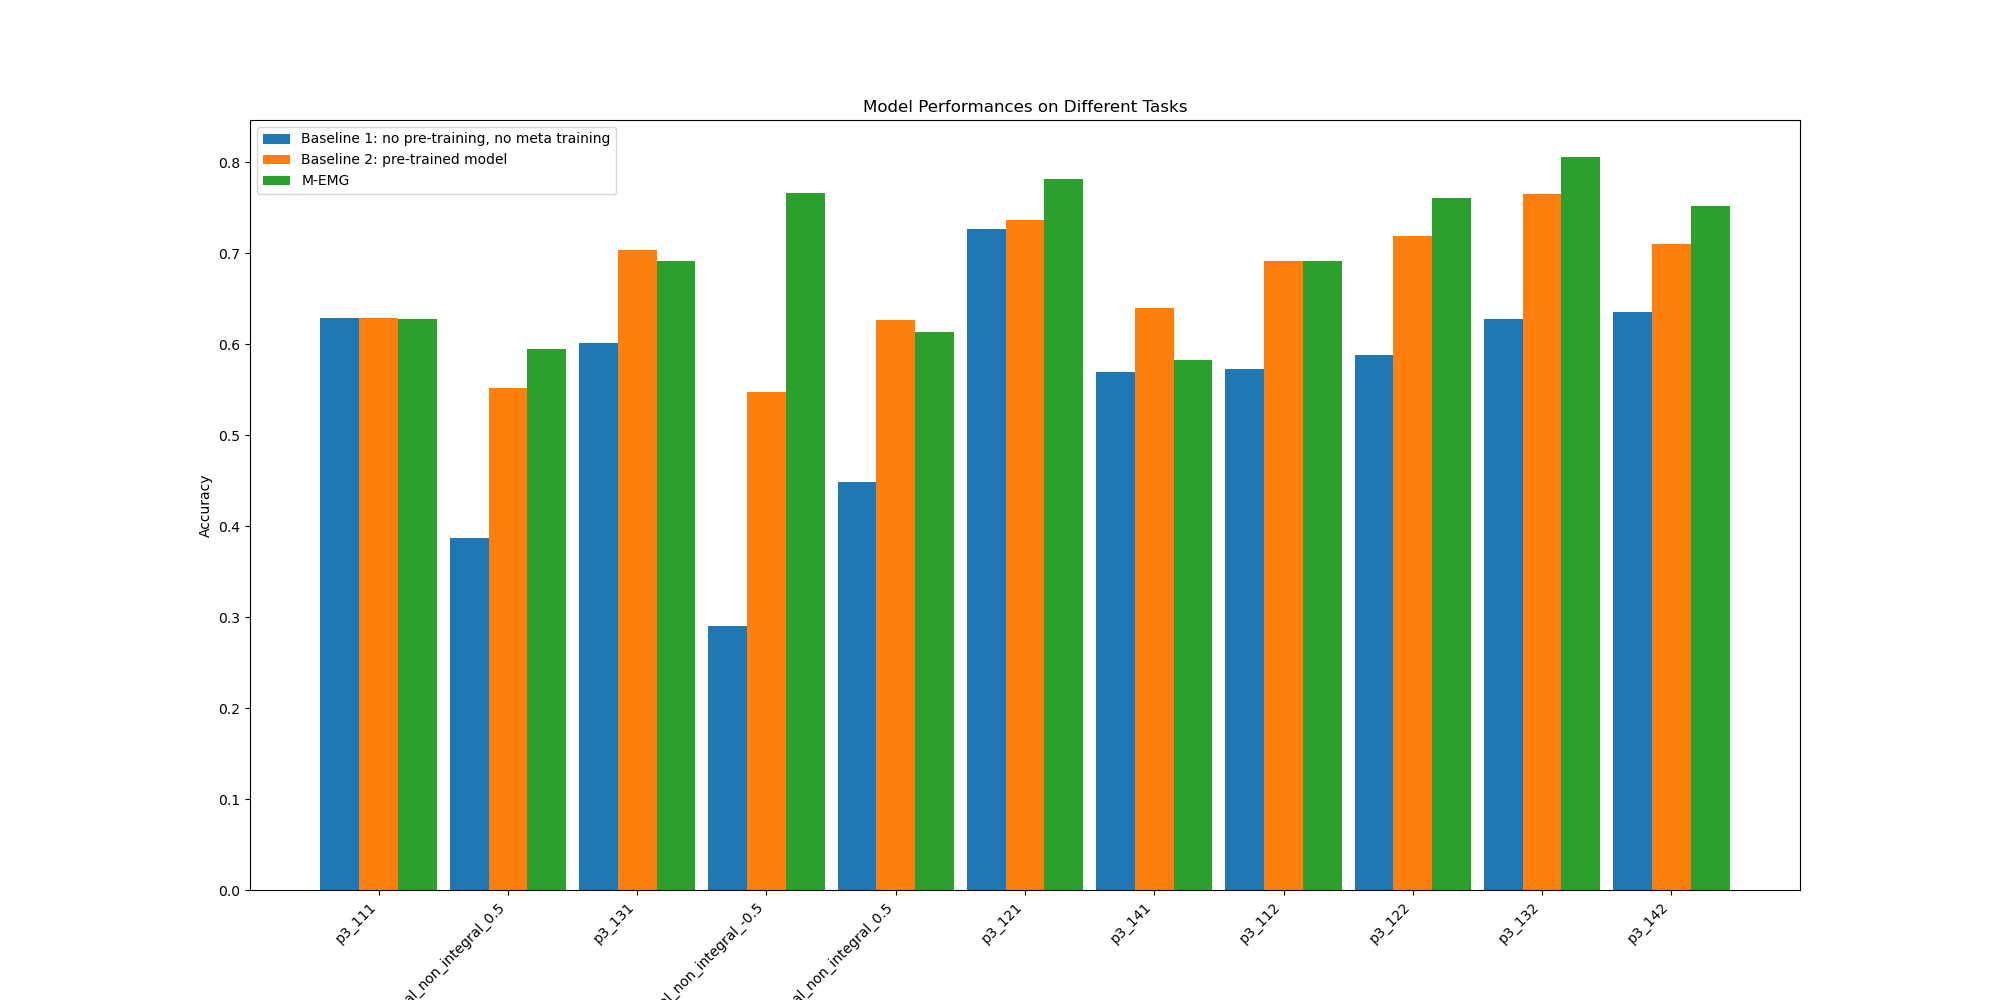 Model Performances on Different Tasks
Baseline 1: no pre-training, no meta training
Baseline 2: pre-trained model
M-EMG
Accuracy
0.8
0.7
0.6
0.5
0.4
0.3
0.2
0.1
0.0
p3_111
al_non_integral_0.5
p3_131
al_non_integral_-0.5
al_non_integral_0.5
p3_121
p3_141
p3_112
p3_122
p3_132
p3_142